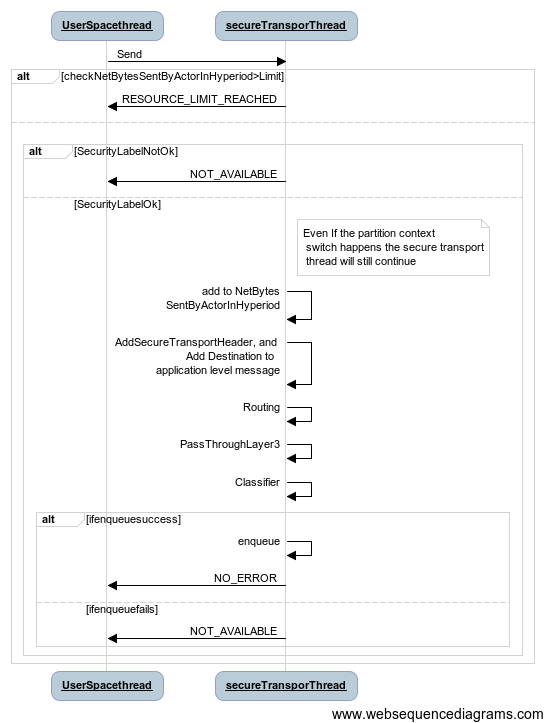 UserSpacethread
secureTransporThread
Send
alt
[checkNetBytesSentByActorInHyperiod>Limit]
RESOURCE_LIMIT_REACHED
alt
[SecurityLabelNotOk]
NOT_AVAILABLE
[SecurityLabelOk]
Even If the partition context
switch happens the secure transport
thread will still continue
add to NetBytes
SentByActorInHyperiod
AddSecureTransportHeader, and
Add Destination to
application level message
Routing
PassThroughLayer3
Classifier
alt
[ifenqueuesuccess]
enqueue
NO_ERROR
[ifenqueuefails]
NOT_AVAILABLE
UserSpacethread
secureTransporThread
www.websequencediagrams.com